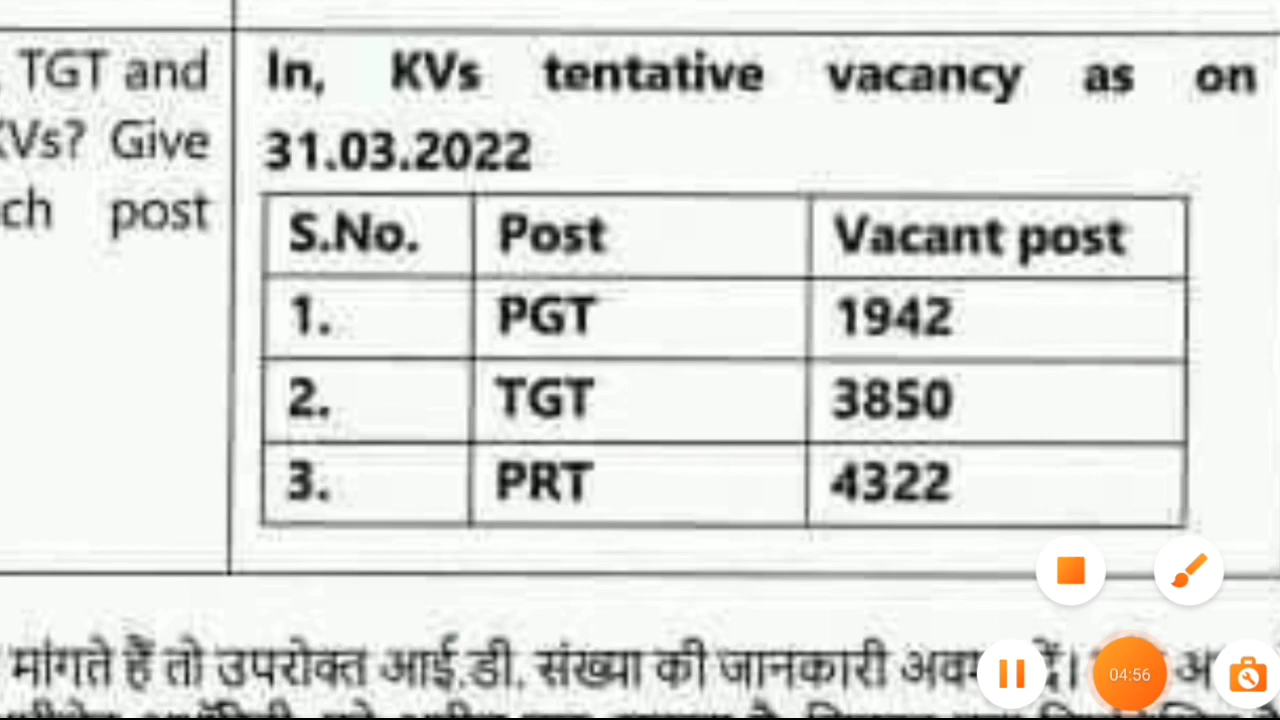 TGT and
KVs? Give
ch post
In, KVs tentative vacancy as on
31.03.2022
S.No. Post Vacant post
1. PGT 1942
2. TGT 3850
3. PRT 4322
मांगते हैं तो उपरोक्त आई.डी. संख्या की जानकारी
04:56